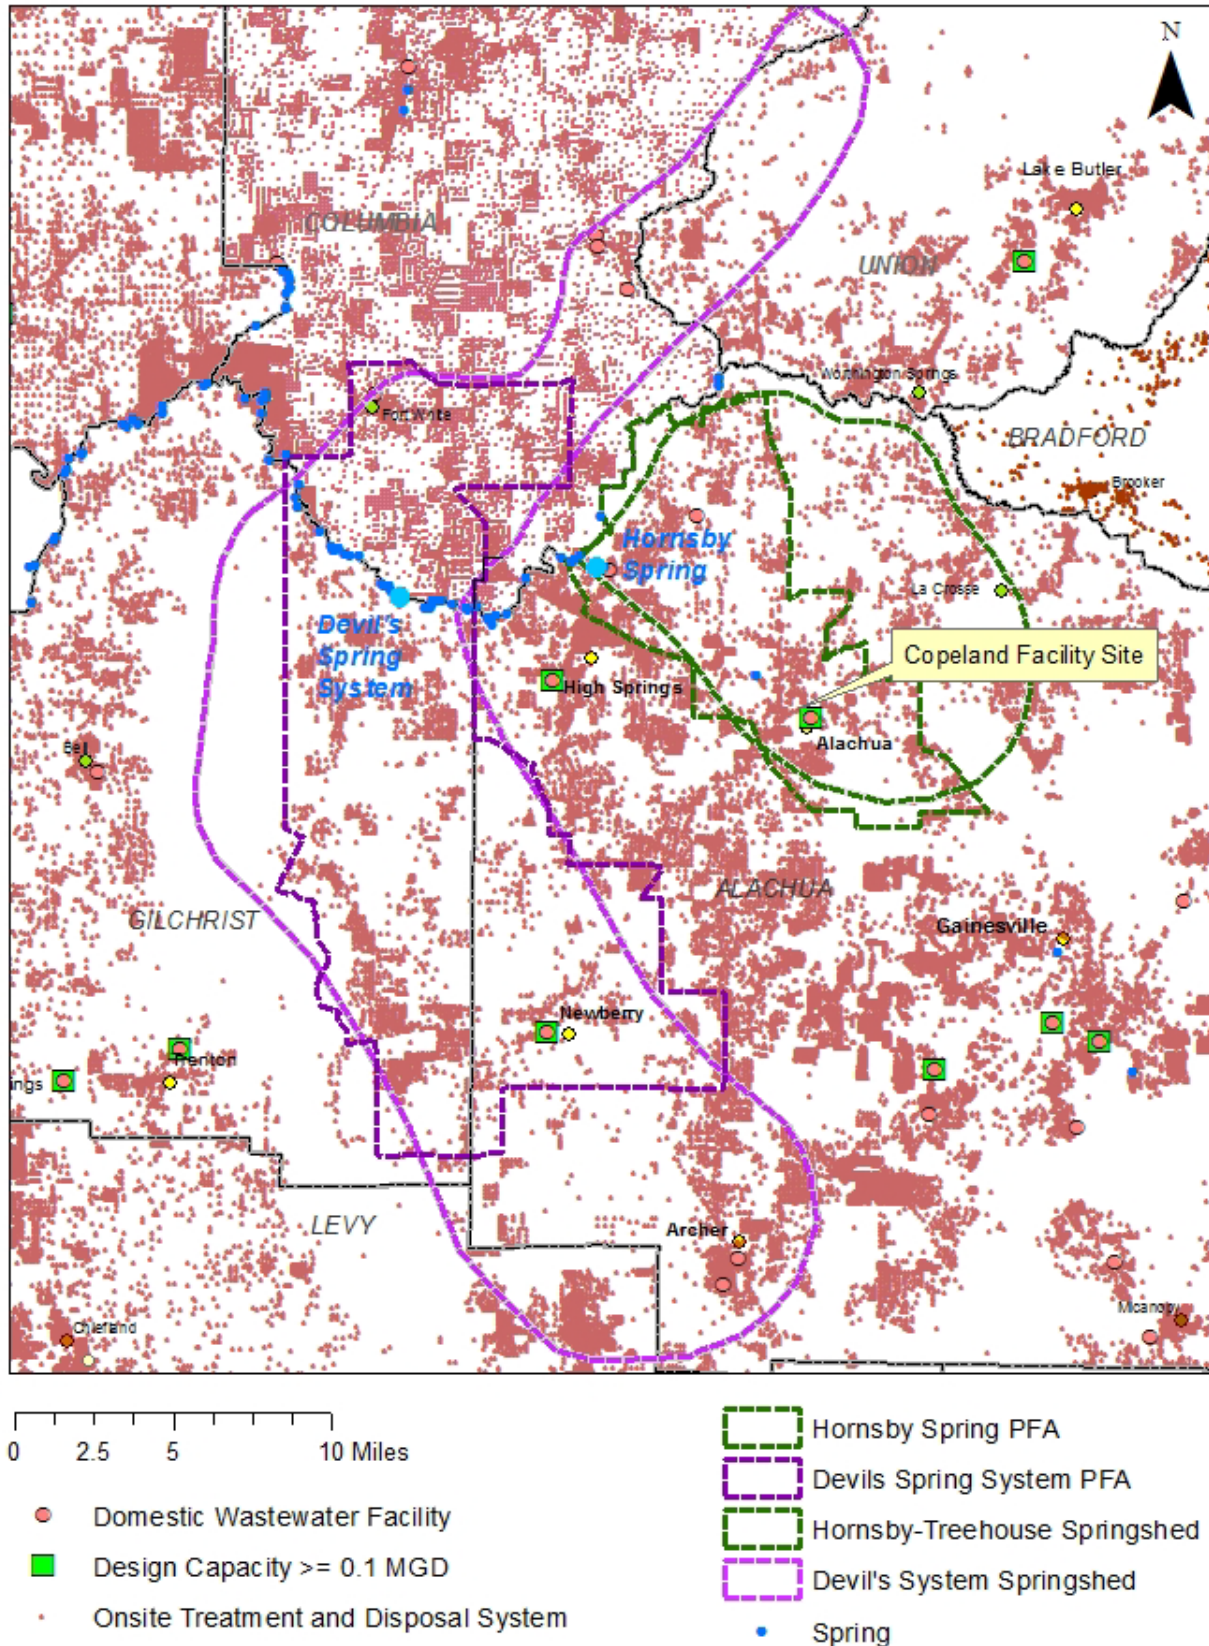 N
Lake Butler
COLUMBIA
UNION
Worthington Springs
Fort White
BRADFORD
Brooker
Hornsby
Spring
La Crosse
Devil's
Spring
System
Copeland Facility Site
High Springs
Alachua
Bell
ALACHUA
GILCHRIST
Gainesville
Newberry
Trenton
ings
LEVY
Archer
Micanopy
Chiefland
0 2.5 5 10 Miles
Domestic Wastewater Facility
Design Capacity >= 0.1 MGD
Onsite Treatment and Disposal System
Hornsby Spring PFA
Devils Spring System PFA
Hornsby-Treehouse Springshed
Devil's System Springshed
Spring